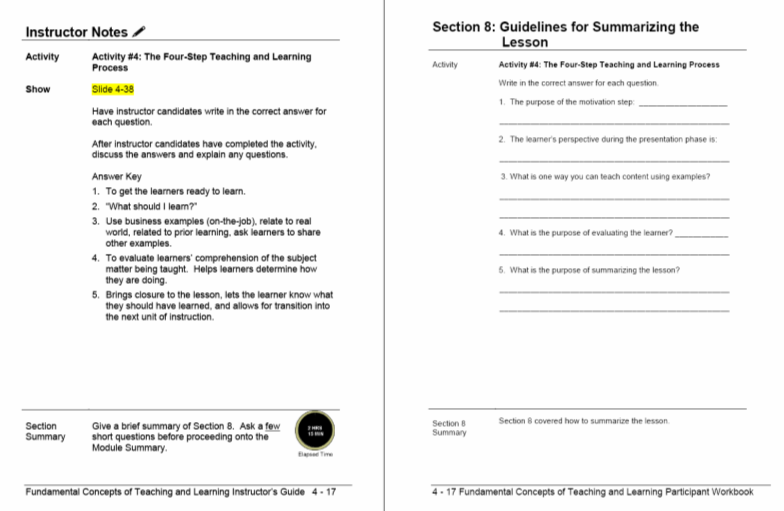 Instructor Notes
Activity
Activity #4: The Four-Step Teaching and Learning
Process
Show
Slide 4-38
Have instructor candidates write in the correct answer for
each question.
After instructor candidates have completed the activity,
discuss the answers and explain any questions.
Answer Key
1. To get the learners ready to learn.
2. "What should I learn?"
3. Use business examples (on-the-job), relate to real
world, related to prior learning, ask learners to share
other examples.
4. To evaluate learners' comprehension of the subject
matter being taught. Helps learners determine how
they are doing.
5. Brings closure to the lesson, lets the learner know what
they should have learned, and allows for transition into
the next unit of instruction.
Section
Summary
Give a brief summary of Section 8. Ask a few
short questions before proceeding onto the
Module Summary.
Elapsed Time
Fundamental Concepts of Teaching and Learning Instructor's Guide 4 - 17
Section 8: Guidelines for Summarizing the
Lesson
Activity
Activity #4: The Four-Step Teaching and Learning Process
Write in the correct answer for each question.
1. The purpose of the motivation step: ____________________
2. The learner's perspective during the presentation phase is:
3. What is one way you can teach content using examples?
4. What is the purpose of evaluating the learner? ____________
5. What is the purpose of summarizing the lesson?
Section 8
Summary
Section 8 covered how to summarize the lesson.
4 - 17 Fundamental Concepts of Teaching and Learning Participant Workbook